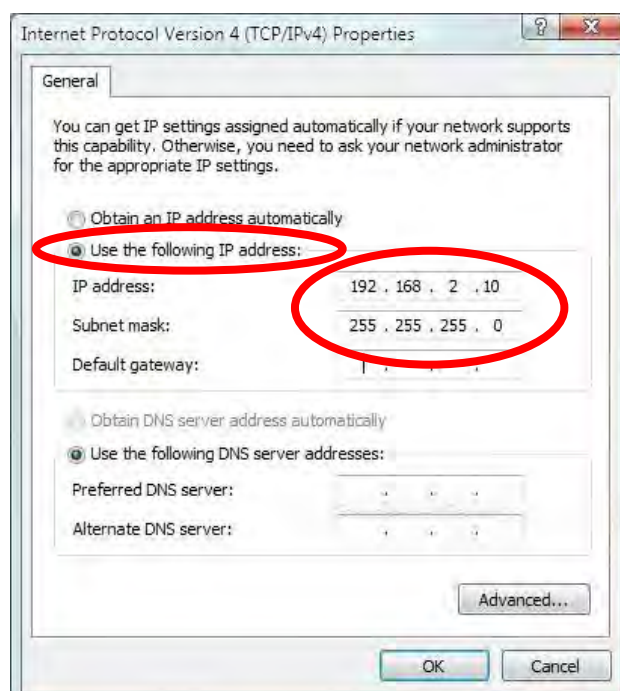 Internet Protocol Version 4 (TCP/IPv4) Properties
General
You can get IP settings assigned automatically if your network supports
this capability. Otherwise, you need to ask your network administrator
for the appropriate IP settings.
Obtain an IP address automatically
Use the following IP address:
IP address: 192 . 168 . 2 . 10
Subnet mask: 255 . 255 . 255 . 0
Default gateway: . . .
Obtain DNS server address automatically
Use the following DNS server addresses:
Preferred DNS server: . . .
Alternate DNS server: . . .
Advanced...
OK Cancel